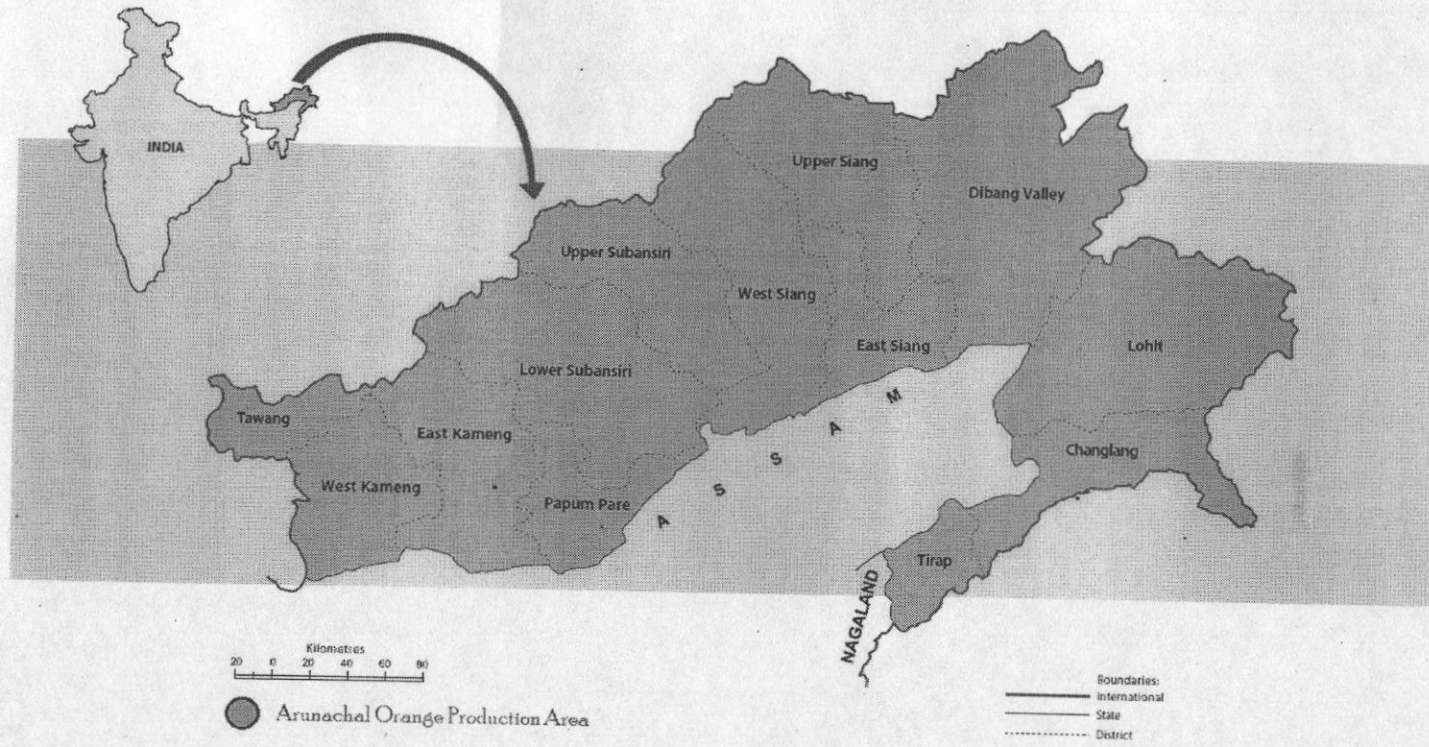 INDIA
Upper Siang
Dibang Valley
Upper Subansiri
West Siang
East Siang
Lohit
Lower Subansiri
Tawang
East Kameng
Changlang
West Kameng
Papum Pare
ASSAM
Tirap
NAGALAND
Kilometres
20 0 20 40 60 80
Arunachal Orange Production Area
Boundaries:
International
State
District